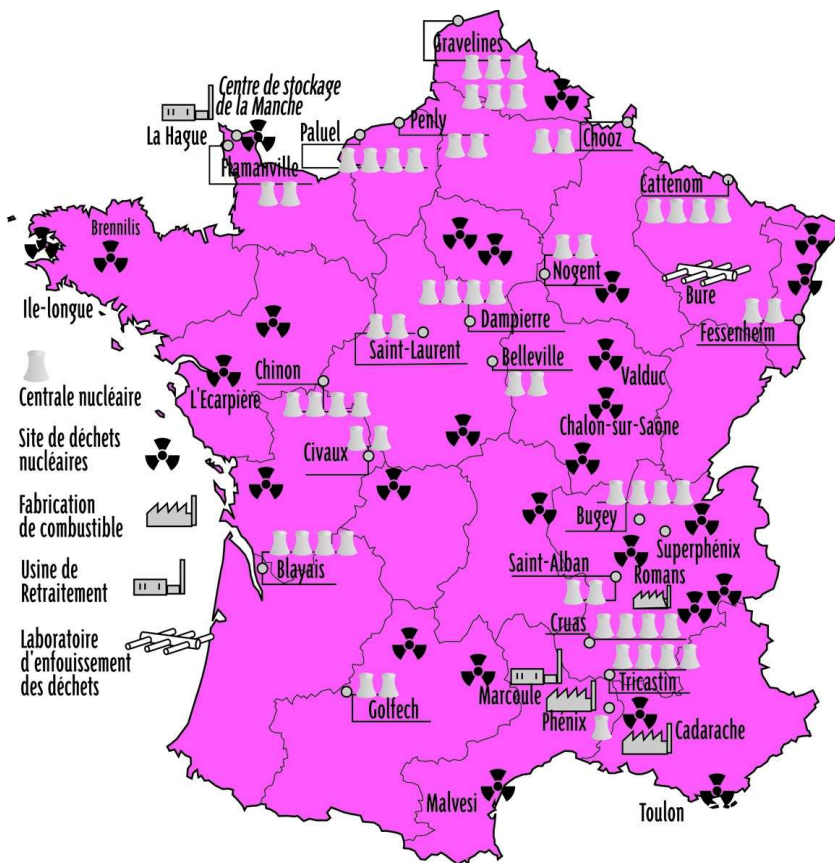 Gravelines
Centre de stockage
de la Manche
La Hague
Flamanville
Paluel
Penly
Chooz
Cattenom
Brennilis
Ile-longue
Nogent
Bure
Fessenheim
Dampierre
Saint-Laurent
Belleville
Chinon
L'Ecarpière
Valduc
Chalon-sur-Saône
Civaux
Centrale nucléaire
Site de déchets
nucléaires
Fabrication
de combustible
Usine de
Retraitement
Laboratoire
d'enfouissement
des déchets
Bugey
Superphénix
Blayais
Saint-Alban
Romans
Cruas
Tricastin
Golfech
Marcoule
Phénix
Cadarache
Malvesi
Toulon